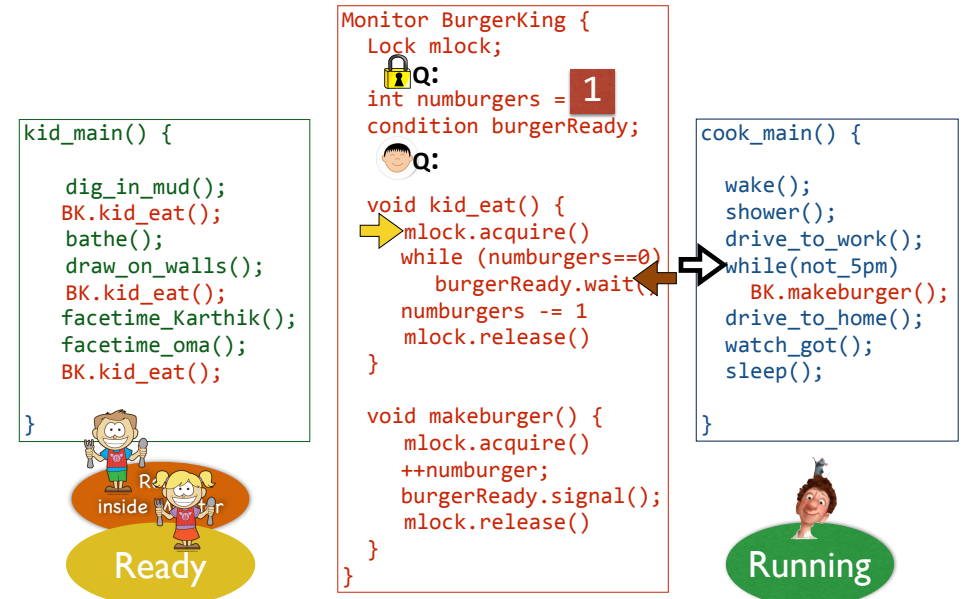 kid_main() {
dig_in_mud();
BK.kid_eat();
bathe();
draw_on_walls();
BK.kid_eat();
facetime_Karthik();
facetime_oma();
BK.kid_eat();
}
inside
Ready
Monitor BurgerKing {
Lock mlock;
Q:
int numburgers = 1
condition burgerReady;
Q:
void kid_eat() {
mlock.acquire()
while (numburgers==0)
burgerReady.wait()
numburgers -= 1
mlock.release()
}
void makeburger() {
mlock.acquire()
++numburger;
burgerReady.signal();
mlock.release()
}
}
cook_main() {
wake();
shower();
drive_to_work();
while(not_5pm)
BK.makeburger();
drive_to_home();
watch_got();
sleep();
}
Running